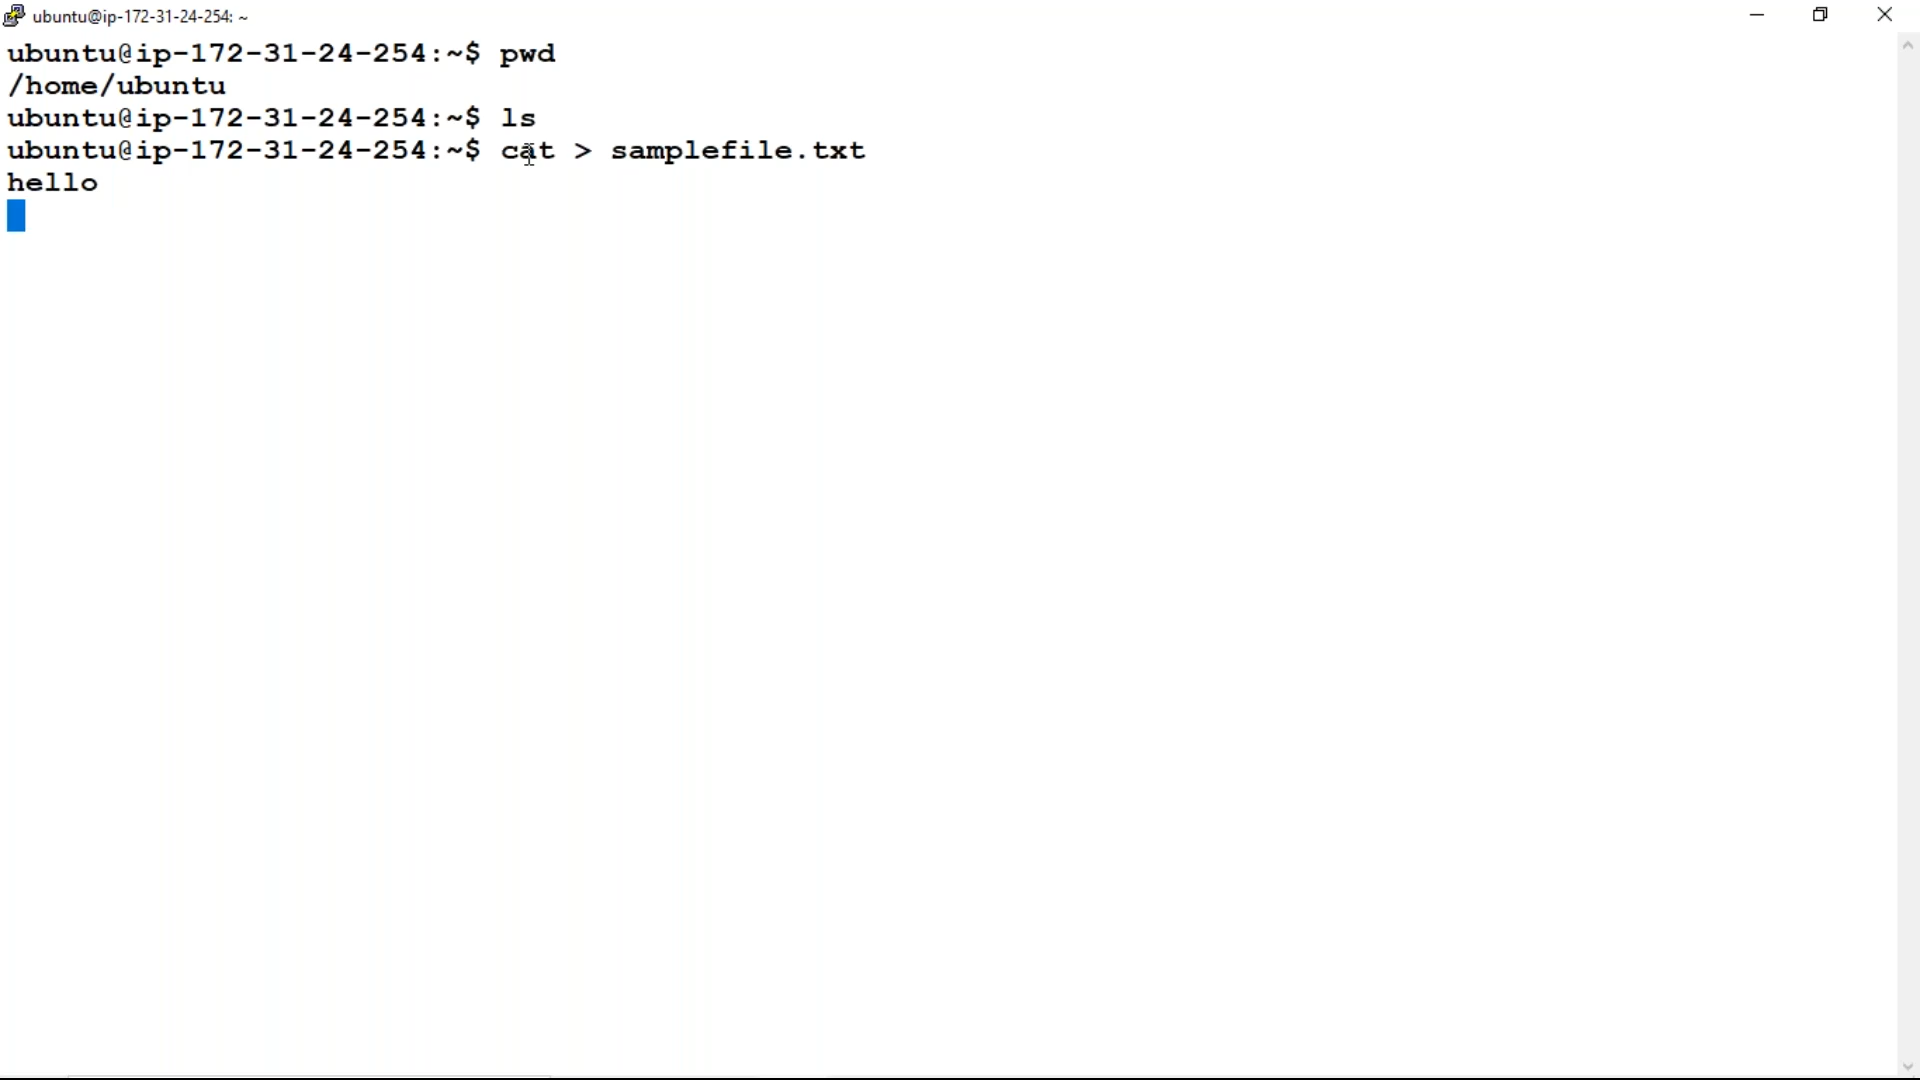 ubuntu@ip-172-31-24-254: ~
ubuntu@ip-172-31-24-254:~$ pwd
/home/ubuntu
ubuntu@ip-172-31-24-254:~$ ls
ubuntu@ip-172-31-24-254:~$ cat > samplefile.txt
hello